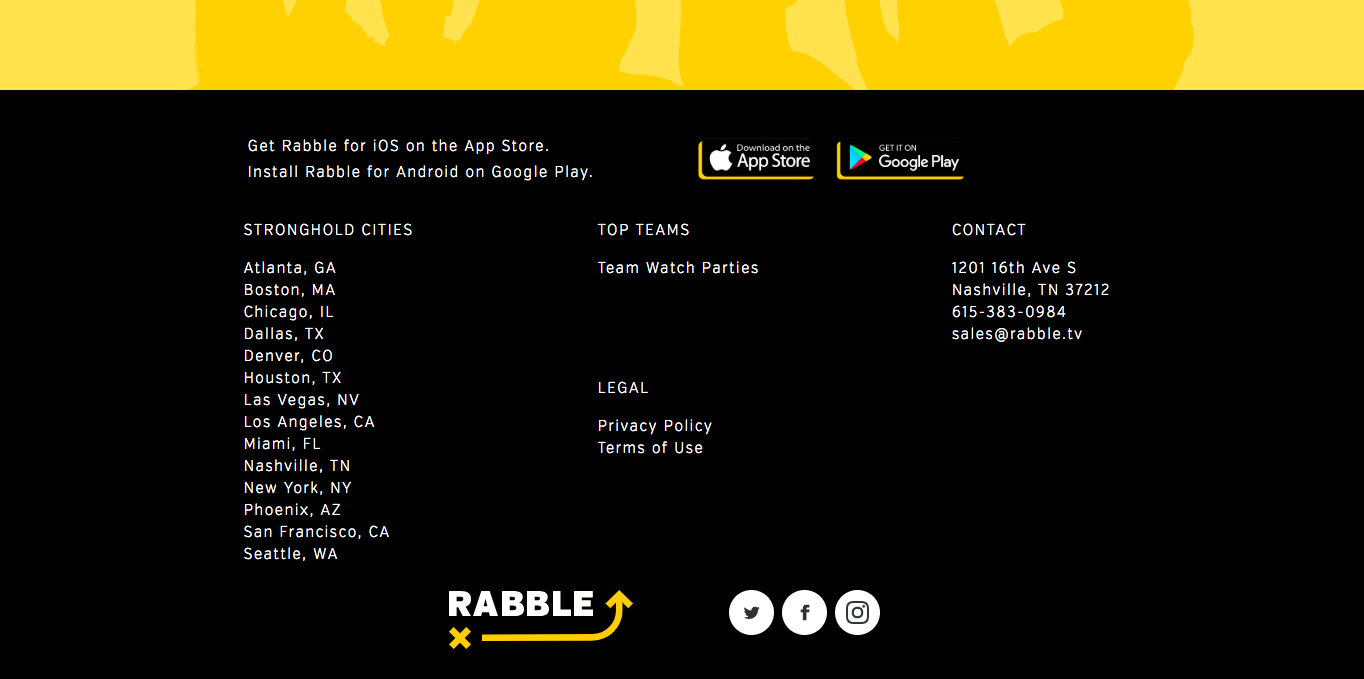 Get Rabble for iOS on the App Store.
Install Rabble for Android on Google Play.
Download on the
App Store
GET IT ON
Google Play
STRONGHOLD CITIES
Atlanta, GA
Boston, MA
Chicago, IL
Dallas, TX
Denver, CO
Houston, TX
Las Vegas, NV
Los Angeles, CA
Miami, FL
Nashville, TN
New York, NY
Phoenix, AZ
San Francisco, CA
Seattle, WA
TOP TEAMS
Team Watch Parties
LEGAL
Privacy Policy
Terms of Use
CONTACT
1201 16th Ave S
Nashville, TN 37212
615-383-0984
sales@rabble.tv
RABBLE